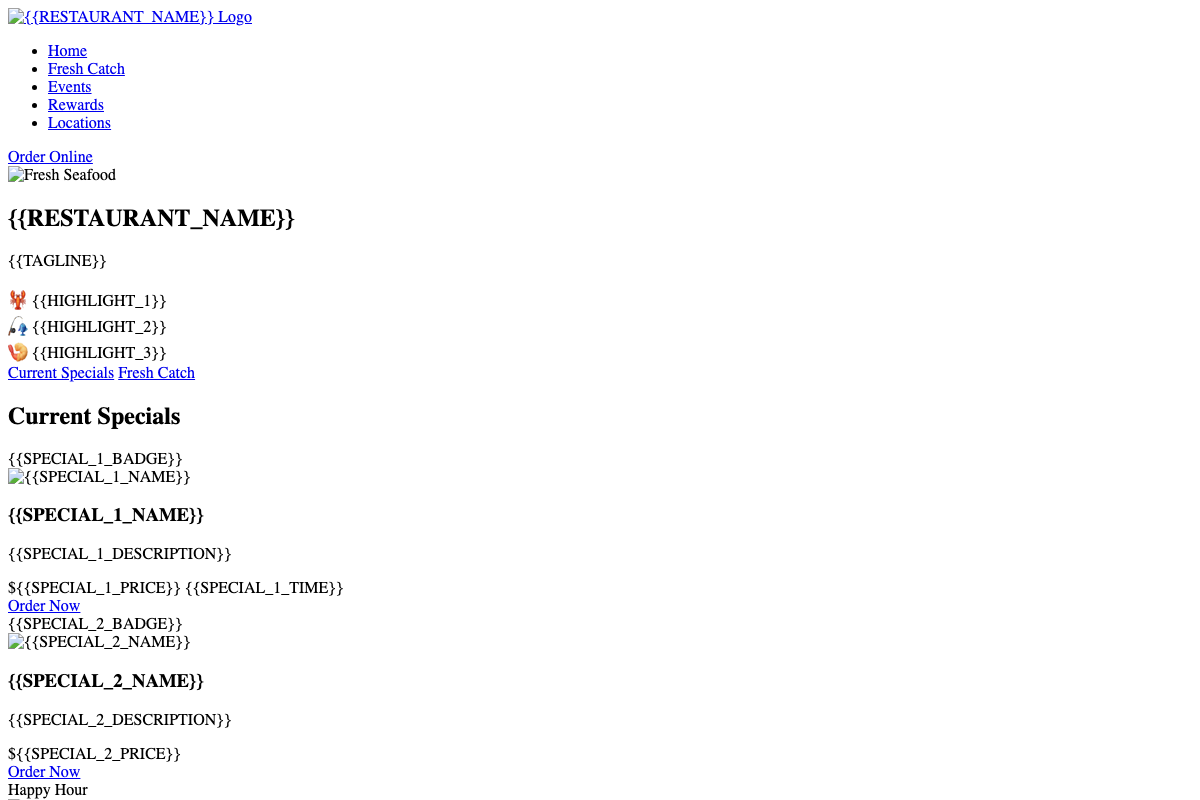 {{RESTAURANT_NAME}} Logo
Home
Fresh Catch
Events
Rewards
Locations
Order Online
Fresh Seafood
{{RESTAURANT_NAME}}
{{TAGLINE}}
🦞 {{HIGHLIGHT_1}}
🎣 {{HIGHLIGHT_2}}
🍤 {{HIGHLIGHT_3}}
Current Specials Fresh Catch
Current Specials
{{SPECIAL_1_BADGE}}
{{SPECIAL_1_NAME}}
{{SPECIAL_1_NAME}}
{{SPECIAL_1_DESCRIPTION}}
${{SPECIAL_1_PRICE}} {{SPECIAL_1_TIME}}
Order Now
{{SPECIAL_2_BADGE}}
{{SPECIAL_2_NAME}}
{{SPECIAL_2_NAME}}
{{SPECIAL_2_DESCRIPTION}}
${{SPECIAL_2_PRICE}}
Order Now
Happy Hour